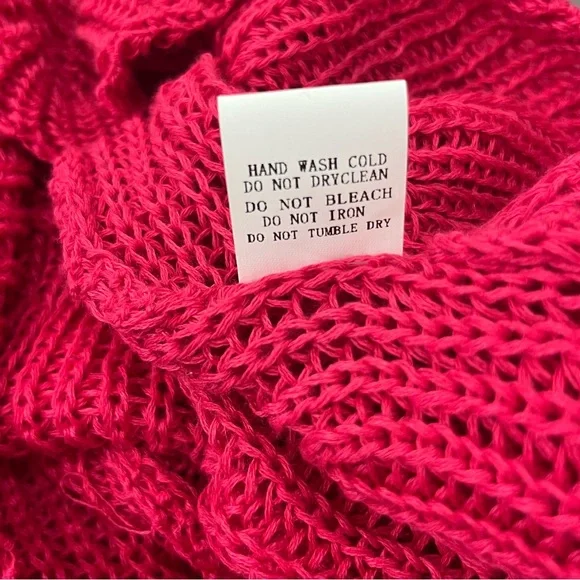 HAND WASH COLD
DO NOT DRYCLEAN
DO NOT BLEACH
DO NOT IRON
DO NOT TUMBLE DRY